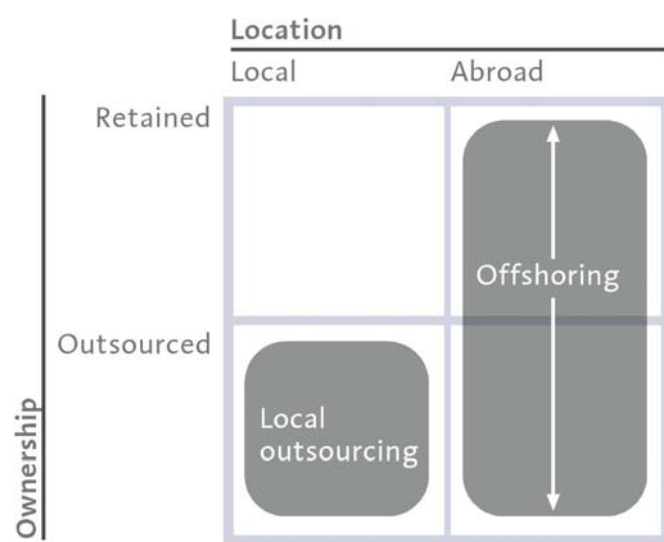 Location
Local Abroad
Retained
Offshoring
Outsourced
Local
outsourcing
Ownership